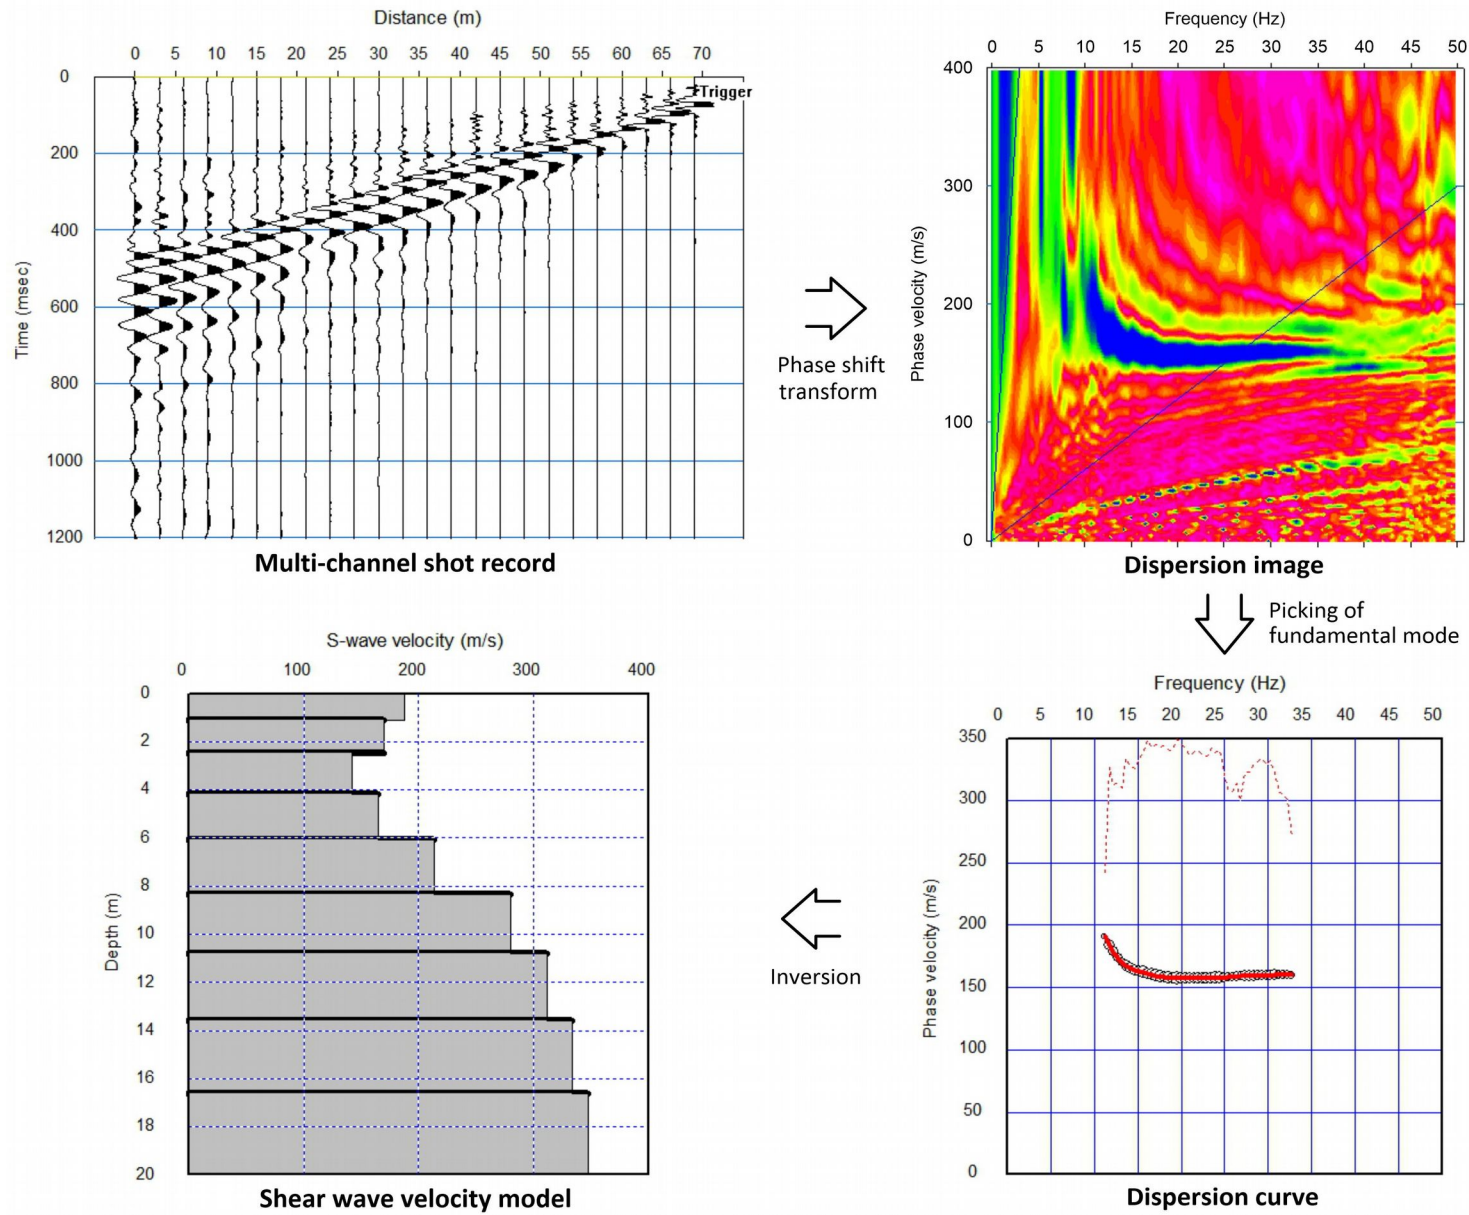 Distance (m)
0 5 10 15 20 25 30 35 40 45 50 55 60 65 70
Trigger
0
200
400
600
800
1000
1200
Time (msec)
Multi-channel shot record
Phase shift
transform
Frequency (Hz)
0 5 10 15 20 25 30 35 40 45 50
400
300
200
100
0
Phase velocity (m/s)
Dispersion image
Picking of
fundamental mode
Frequency (Hz)
0 5 10 15 20 25 30 35 40 45 50
350
300
250
200
150
100
50
0
Phase velocity (m/s)
Dispersion curve
Inversion
S-wave velocity (m/s)
0 100 200 300 400
0
2
4
6
8
10
12
14
16
18
20
Depth (m)
Shear wave velocity model